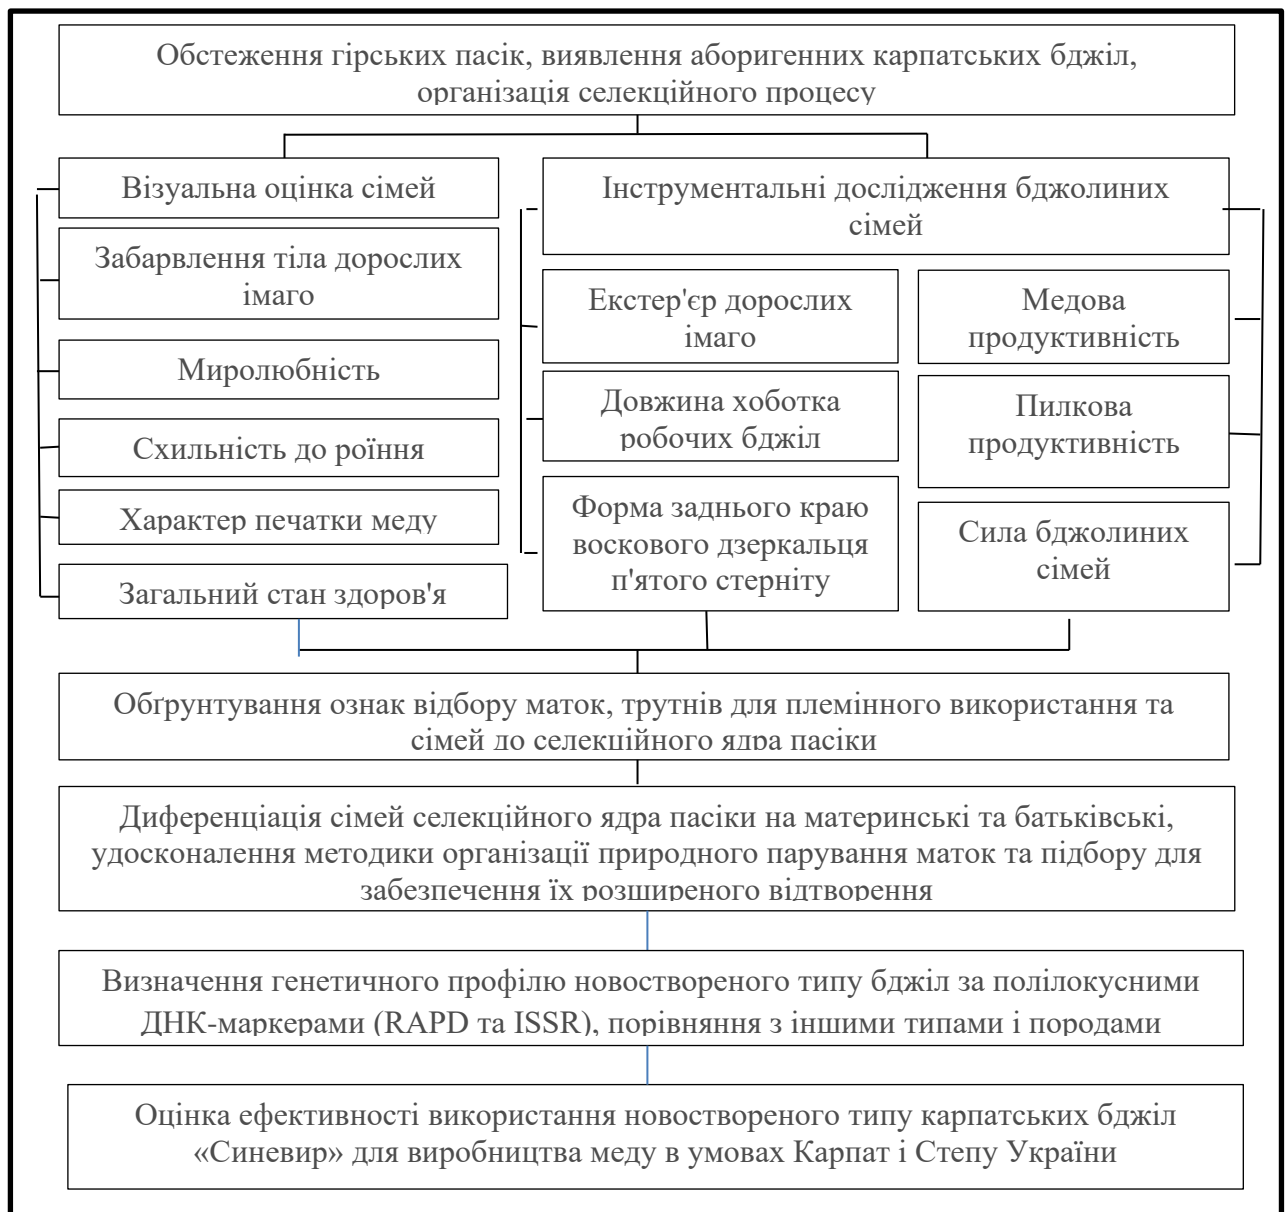 Обстеження гірських пасік, виявлення аборигенних карпатських бджіл,
організація селекційного процесу
Візуальна оцінка сімей
Забарвлення тіла дорослих
імаго
Миролюбність
Схильність до роїння
Характер печатки меду
Загальний стан здоров'я
Інструментальні дослідження бджолиних
сімей
Екстер'єр дорослих
імаго
Довжина хоботка
робочих бджіл
Форма заднього краю
воскового дзеркальця
п'ятого стерніту
Медова
продуктивність
Пилкова
продуктивність
Сила бджолиних
сімей
Обґрунтування ознак відбору маток, трутнів для племінного використання та
сімей до селекційного ядра пасіки
Диференціація сімей селекційного ядра пасіки на материнські та батьківські,
удосконалення методики організації природного парування маток та підбору для
забезпечення їх розширеного відтворення
Визначення генетичного профілю новоствореного типу бджіл за полілокусними
ДНК-маркерами (RAPD та ISSR), порівняння з іншими типами і породами
Оцінка ефективності використання новоствореного типу карпатських бджіл
«Синевир» для виробництва меду в умовах Карпат і Степу України